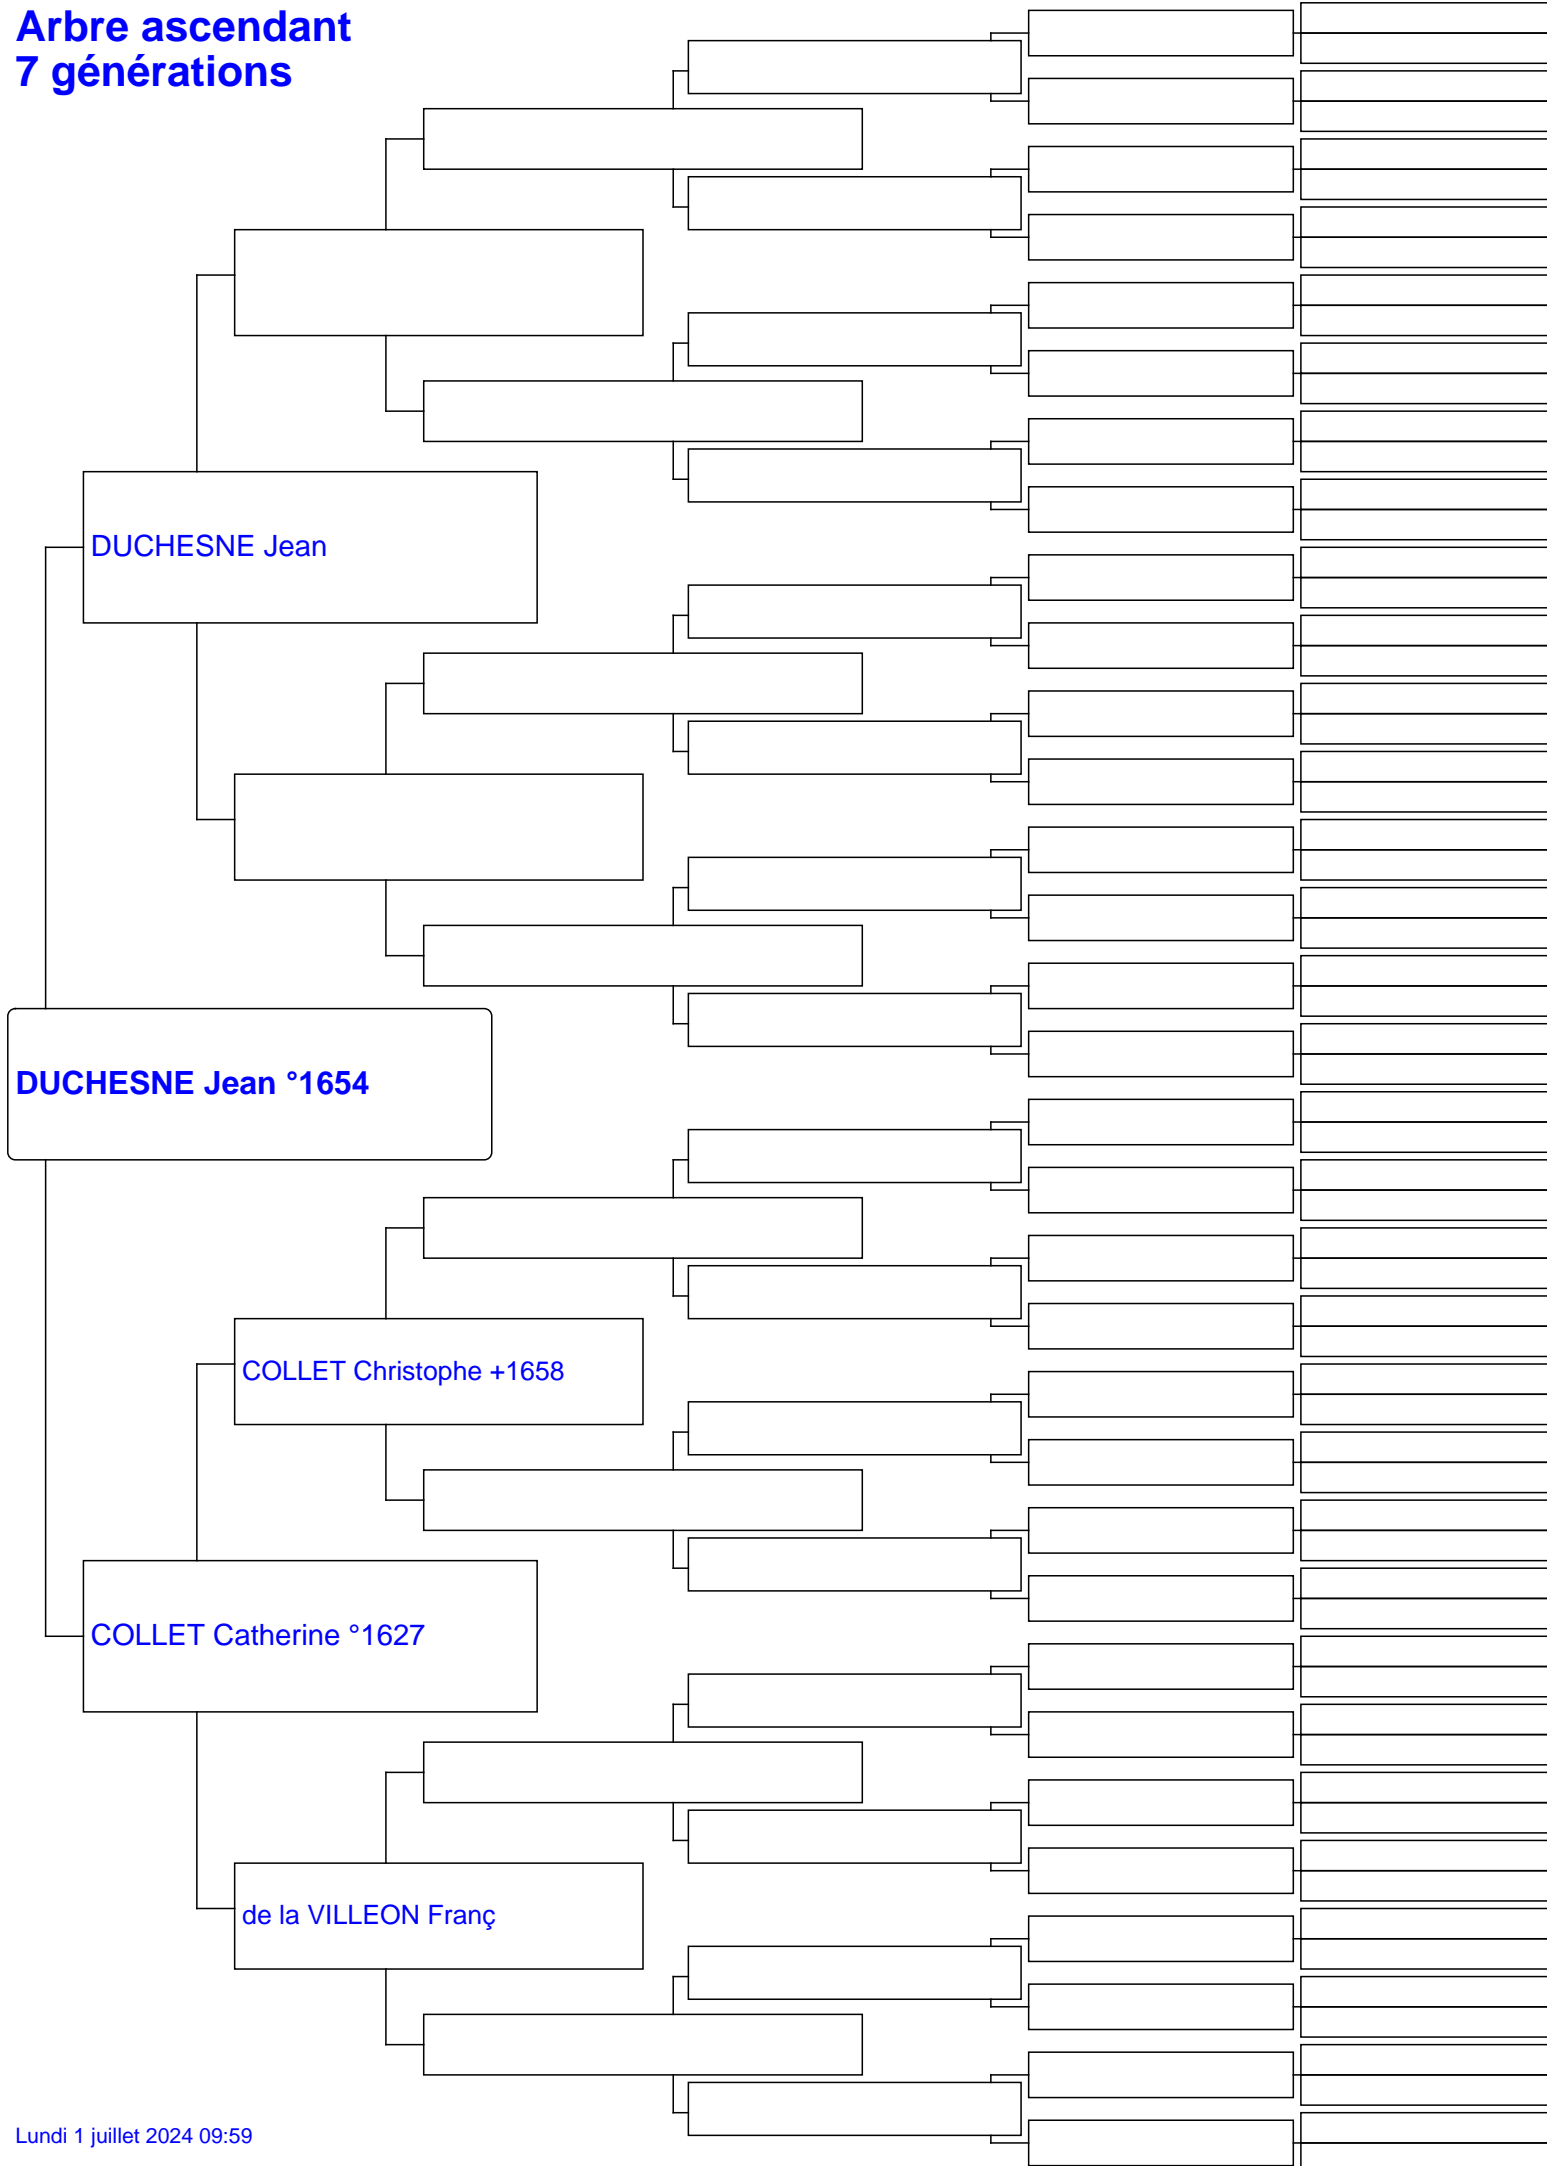 Arbre ascendant
7 générations
DUCHESNE Jean
DUCHESNE Jean °1654
COLLET Christophe +1658
COLLET Catherine °1627
de la VILLEON Franç
Lundi 1 juillet 2024 09:59